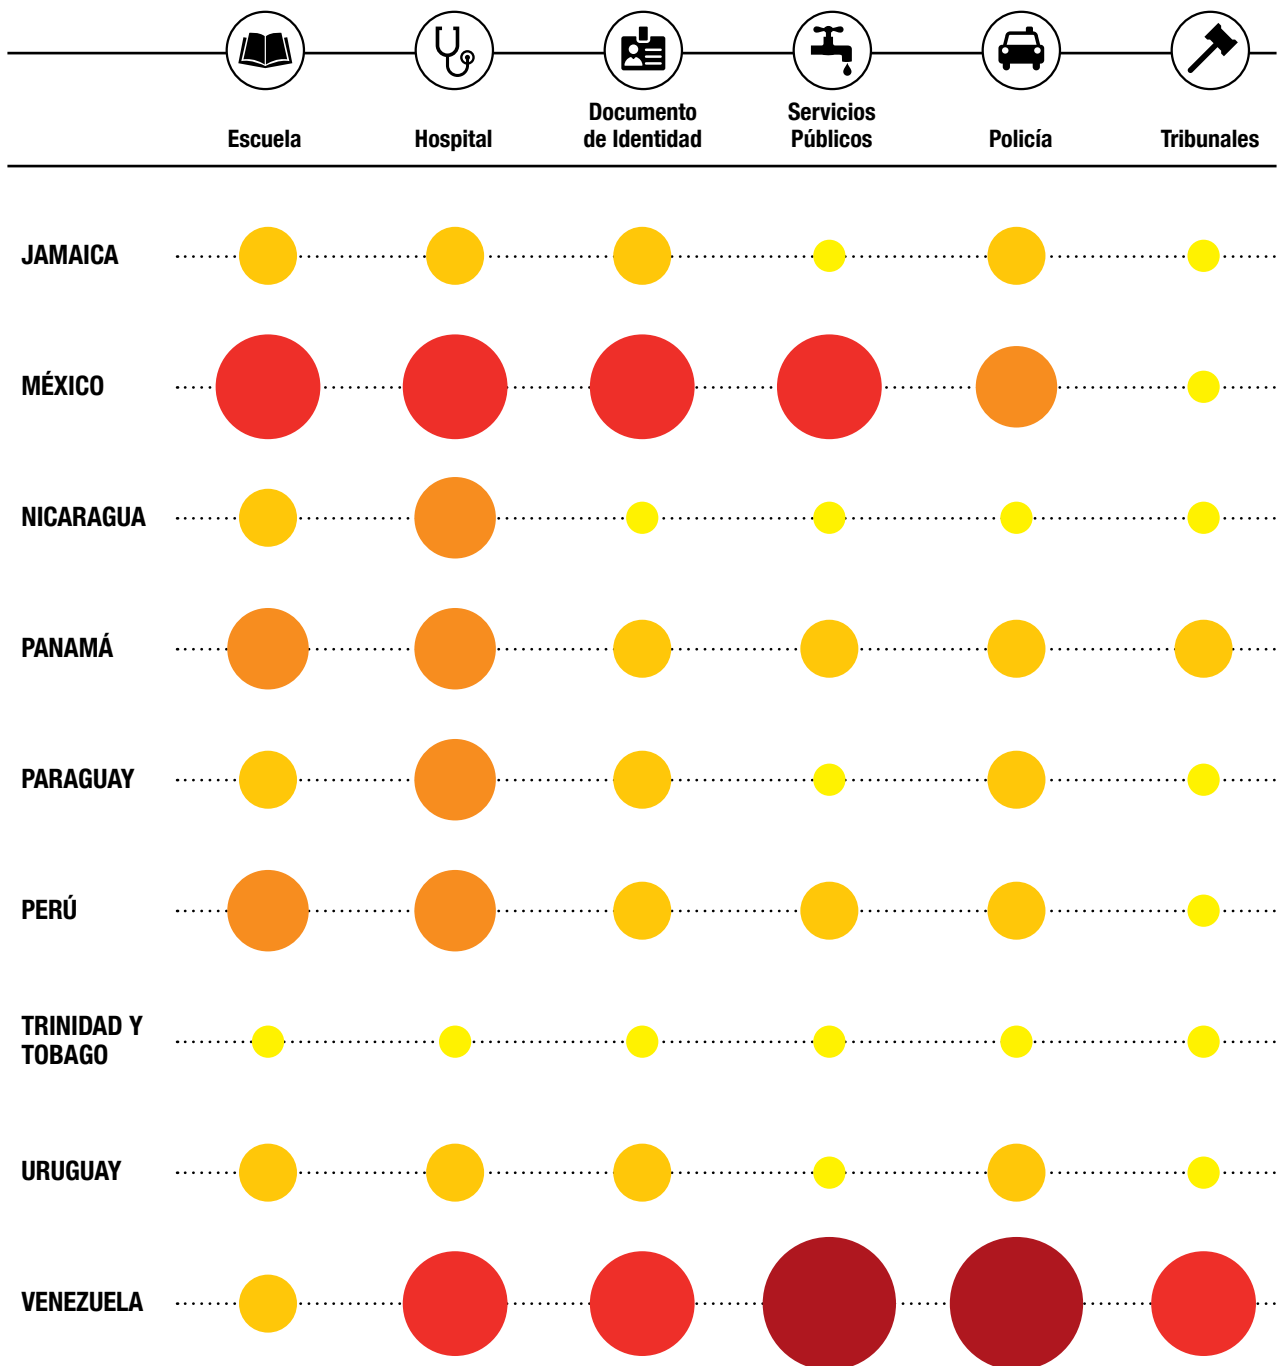 Escuela
Hospital
Documento
de Identidad
Servicios
Públicos
Policía
Tribunales
JAMAICA
MÉXICO
NICARAGUA
PANAMÁ
PARAGUAY
PERÚ
TRINIDAD Y
TOBAGO
URUGUAY
VENEZUELA